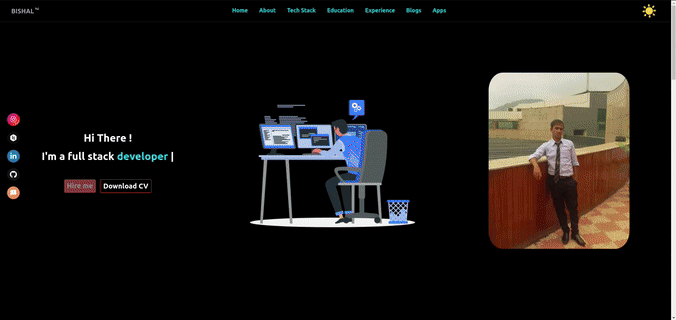 BISHAL™
Home About Tech Stack Education Experience Blogs Apps
Hi There !
I'm a full stack developer |
Hire me Download CV